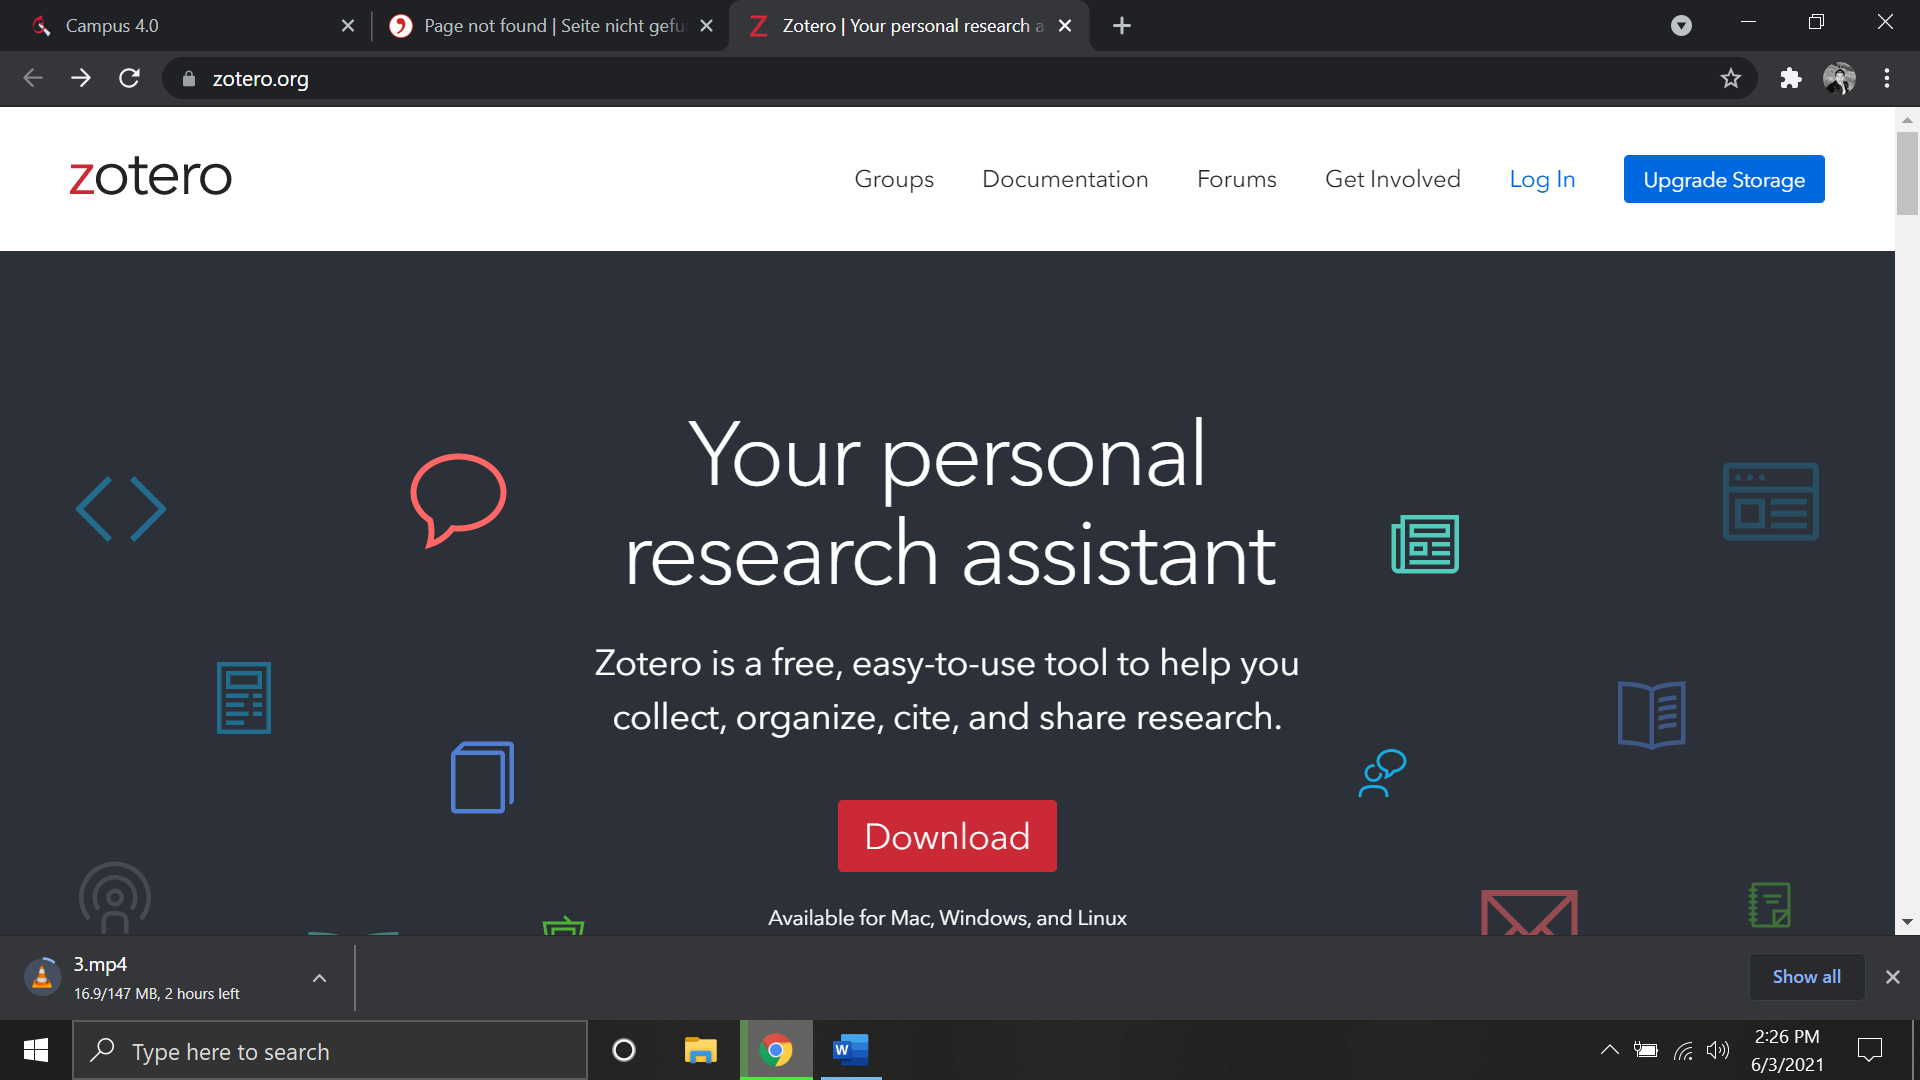 Campus 4.0
Page not found | Seite nicht gefu
Zotero | Your personal research a
zotero.org
zotero
Groups
Documentation
Forums
Get Involved
Log In
Upgrade Storage
Your personal
research assistant
Zotero is a free, easy-to-use tool to help you
collect, organize, cite, and share research.
Download
Available for Mac, Windows, and Linux
3.mp4
16.9/147 MB, 2 hours left
Show all
Type here to search
2:26 PM
6/3/2021